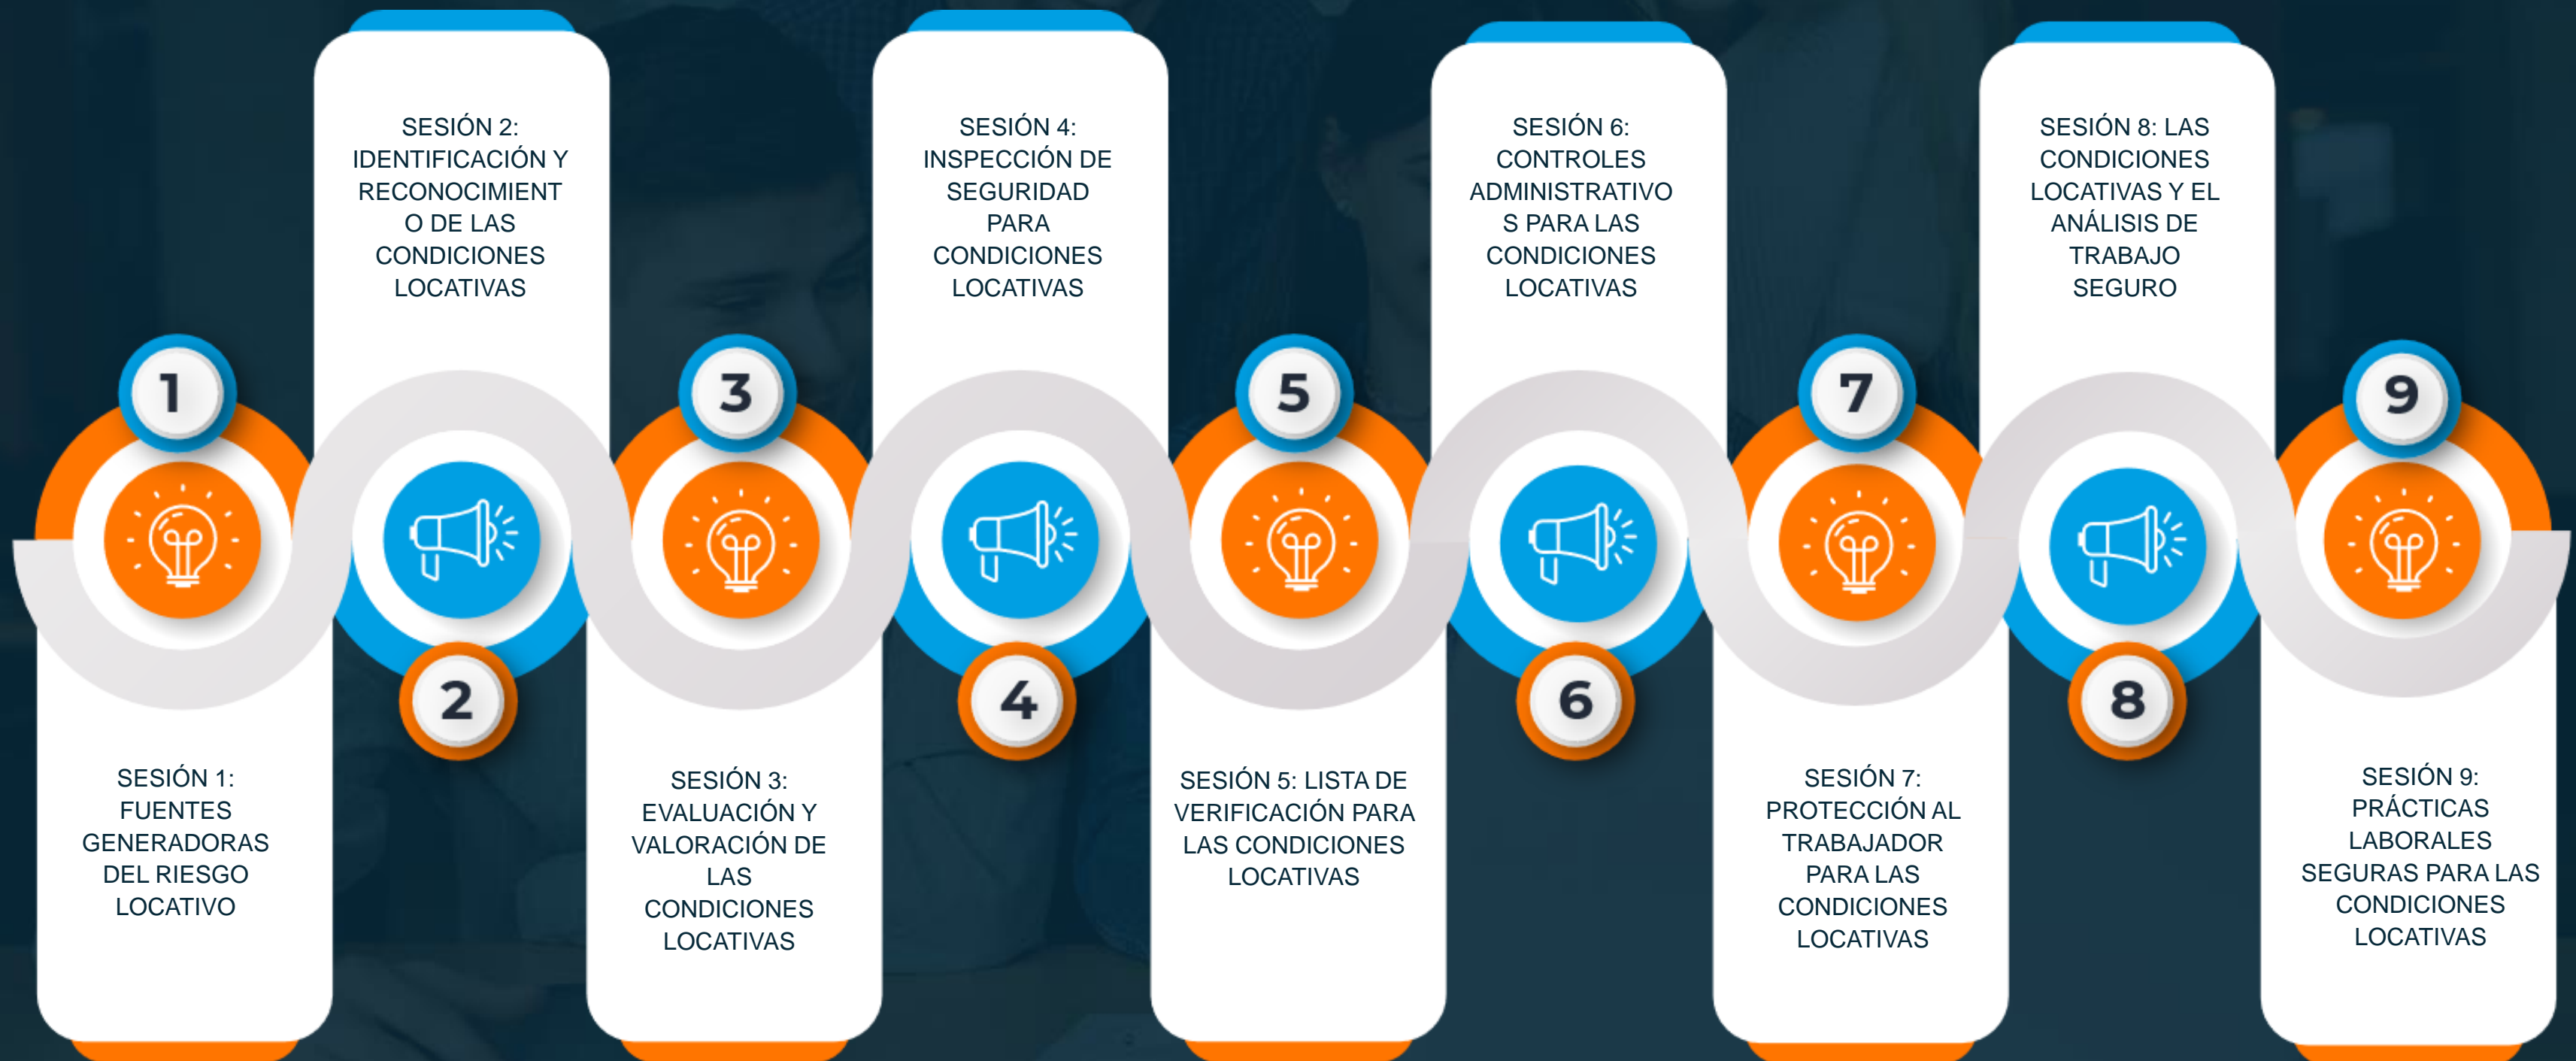 1
SESIÓN 1:
FUENTES
GENERADORAS
DEL RIESGO
LOCATIVO
SESIÓN 2:
IDENTIFICACIÓN Y
RECONOCIMIENT
O DE LAS
CONDICIONES
LOCATIVAS
2
3
SESIÓN 3:
EVALUACIÓN Y
VALORACIÓN DE
LAS
CONDICIONES
LOCATIVAS
SESIÓN 4:
INSPECCIÓN DE
SEGURIDAD
PARA
CONDICIONES
LOCATIVAS
4
5
SESIÓN 5: LISTA DE
VERIFICACIÓN PARA
LAS CONDICIONES
LOCATIVAS
SESIÓN 6:
CONTROLES
ADMINISTRATIVO
S PARA LAS
CONDICIONES
LOCATIVAS
6
7
SESIÓN 7:
PROTECCIÓN AL
TRABAJADOR
PARA LAS
CONDICIONES
LOCATIVAS
SESIÓN 8: LAS
CONDICIONES
LOCATIVAS Y EL
ANÁLISIS DE
TRABAJO
SEGURO
8
9
SESIÓN 9:
PRÁCTICAS
LABORALES
SEGURAS PARA LAS
CONDICIONES
LOCATIVAS